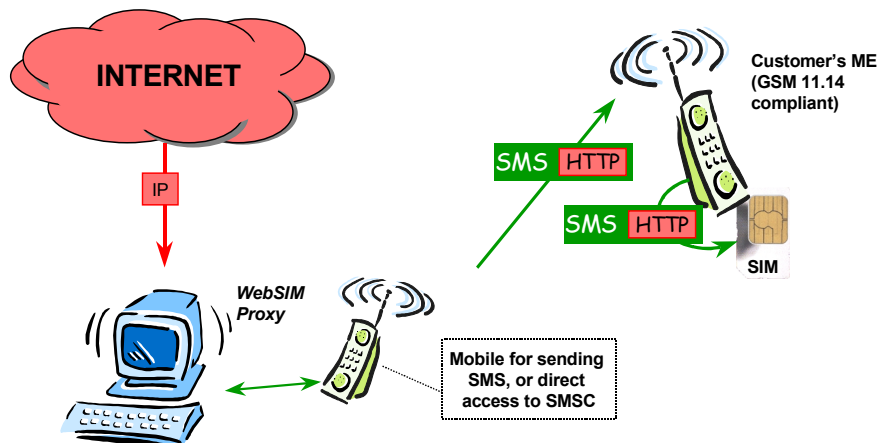 INTERNET
IP
WebSIM
Proxy
Mobile for sending
SMS, or direct
access to SMSC
SMS HTTP
SMS HTTP
Customer's ME
(GSM 11.14
compliant)
SIM